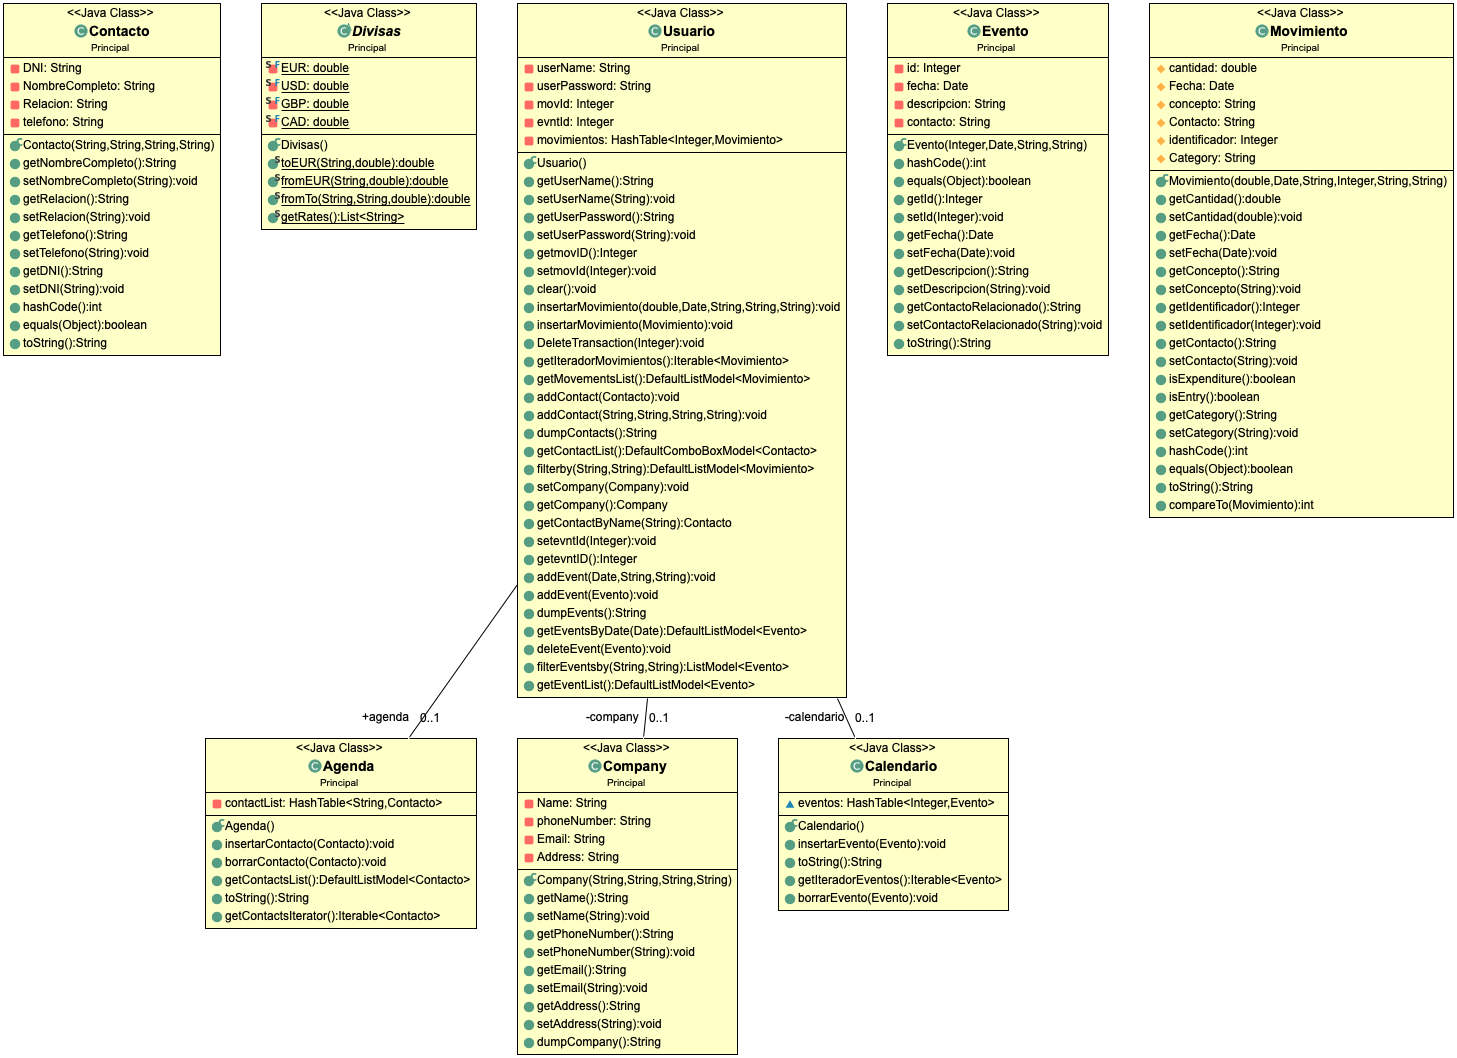 <<Java Class>>
Contacto
Principal
DNI: String
NombreCompleto: String
Relacion: String
telefono: String
Contacto(String,String,String,String)
getNombreCompleto():String
setNombreCompleto(String):void
getRelacion():String
setRelacion(String):void
getTelefono():String
setTelefono(String):void
getDNI():String
setDNI(String):void
hashCode():int
equals(Object):boolean
toString():String
<<Java Class>>
Divisas
Principal
EUR: double
USD: double
GBP: double
CAD: double
Divisas()
toEUR(String,double):double
fromEUR(String,double):double
fromTo(String,String,double):double
getRates():List<String>
<<Java Class>>
Usuario
Principal
userName: String
userPassword: String
movId: Integer
evntId: Integer
movimientos: HashTable<Integer,Movimiento>
Usuario()
getUserName():String
setUserName(String):void
getUserPassword():String
setUserPassword(String):void
getmovID():Integer
setmovId(Integer):void
clear():void
insertarMovimiento(double,Date,String,String,String):void
insertarMovimiento(Movimiento):void
DeleteTransaction(Integer):void
getIteradorMovimientos():Iterable<Movimiento>
getMovementsList():DefaultListModel<Movimiento>
addContact(Contacto):void
addContact(String,String,String,String):void
dumpContacts():String
getContactList():DefaultComboBoxModel<Contacto>
filterby(String,String):DefaultListModel<Movimiento>
setCompany(Company):void
getCompany():Company
getContactByName(String):Contacto
setevntId(Integer):void
getevntID():Integer
addEvent(Date,String,String):void
addEvent(Evento):void
dumpEvents():String
getEventsByDate(Date):DefaultListModel<Evento>
deleteEvent(Evento):void
filterEventsby(String,String):ListModel<Evento>
getEventList():DefaultListModel<Evento>
<<Java Class>>
Evento
Principal
id: Integer
fecha: Date
descripcion: String
contacto: String
Evento(Integer,Date,String,String)
hashCode():int
equals(Object):boolean
getId():Integer
setId(Integer):void
getFecha():Date
setFecha(Date):void
getDescripcion():String
setDescripcion(String):void
getContactoRelacionado():String
setContactoRelacionado(String):void
toString():String
<<Java Class>>
Movimiento
Principal
cantidad: double
Fecha: Date
concepto: String
Contacto: String
identificador: Integer
Category: String
Movimiento(double,Date,String,Integer,String,String)
getCantidad():double
setCantidad(double):void
getFecha():Date
setFecha(Date):void
getConcepto():String
setConcepto(String):void
getIdentificador():Integer
setIdentificador(Integer):void
getContacto():String
setContacto(String):void
isExpenditure():boolean
isEntry():boolean
getCategory():String
setCategory(String):void
hashCode():int
equals(Object):boolean
toString():String
compareTo(Movimiento):int
+agenda 0..1
-company 0..1
-calendario 0..1
<<Java Class>>
Agenda
Principal
contactList: HashTable<String,Contacto>
Agenda()
insertarContacto(Contacto):void
borrarContacto(Contacto):void
getContactsList():DefaultListModel<Contacto>
toString():String
getContactsIterator():Iterable<Contacto>
<<Java Class>>
Company
Principal
Name: String
phoneNumber: String
Email: String
Address: String
Company(String,String,String,String)
getName():String
setName(String):void
getPhoneNumber():String
setPhoneNumber(String):void
getEmail():String
setEmail(String):void
getAddress():String
setAddress(String):void
dumpCompany():String
<<Java Class>>
Calendario
Principal
eventos: HashTable<Integer,Evento>
Calendario()
insertarEvento(Evento):void
toString():String
getIteradorEventos():Iterable<Evento>
borrarEvento(Evento):void